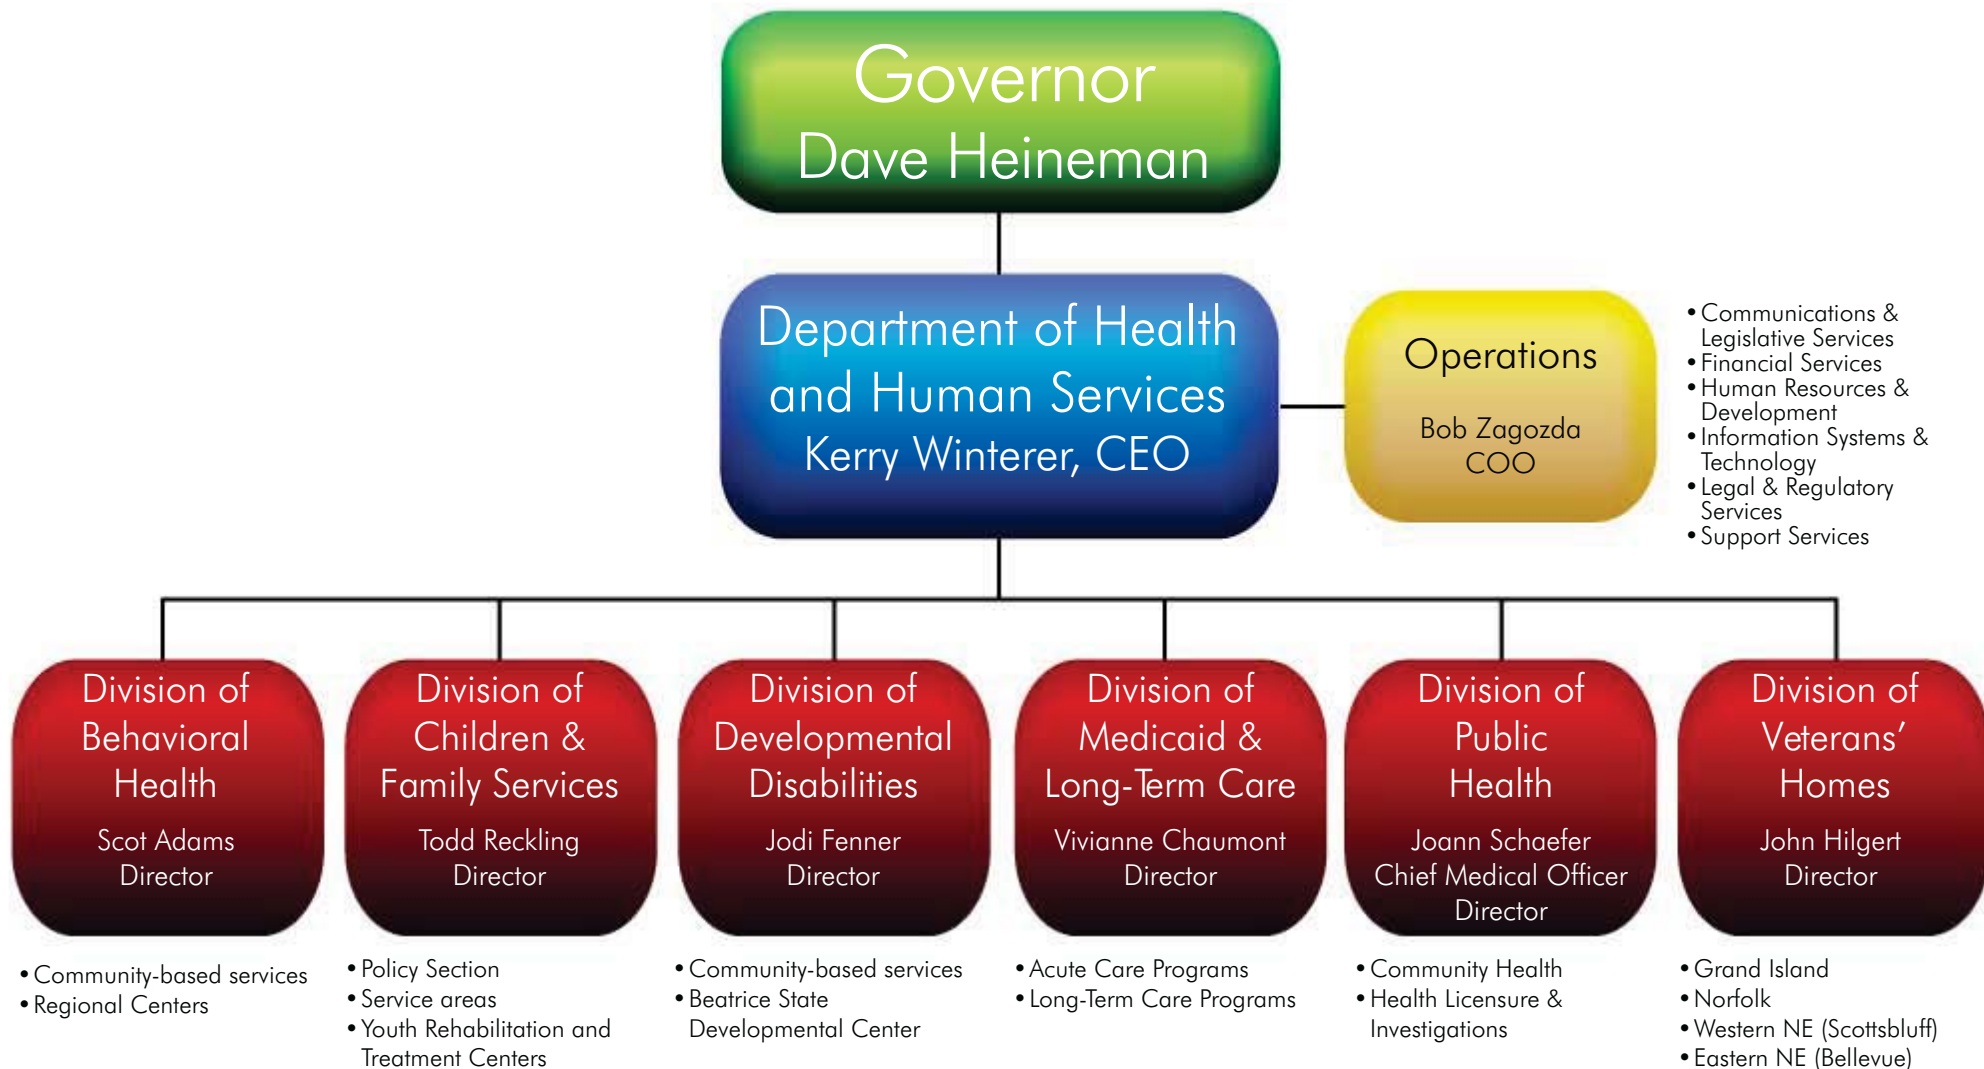 Governor
Dave Heineman
Department of Health
and Human Services
Kerry Winterer, CEO
Operations
Bob Zagozda
COO
• Communications &
Legislative Services
• Financial Services
• Human Resources &
Development
• Information Systems &
Technology
• Legal & Regulatory
Services
• Support Services
Division of
Behavioral
Health
Scot Adams
Director
• Community-based services
• Regional Centers
Division of
Children &
Family Services
Todd Reckling
Director
• Policy Section
• Service areas
• Youth Rehabilitation and
Treatment Centers
Division of
Developmental
Disabilities
Jodi Fenner
Director
• Community-based services
• Beatrice State
Developmental Center
Division of
Medicaid &
Long-Term Care
Vivianne Chaumont
Director
• Acute Care Programs
• Long-Term Care Programs
Division of
Public
Health
Joann Schaefer
Chief Medical Officer
Director
• Community Health
• Health Licensure &
Investigations
Division of
Veterans’
Homes
John Hilgert
Director
• Grand Island
• Norfolk
• Western NE (Scottsbluff)
• Eastern NE (Bellevue)